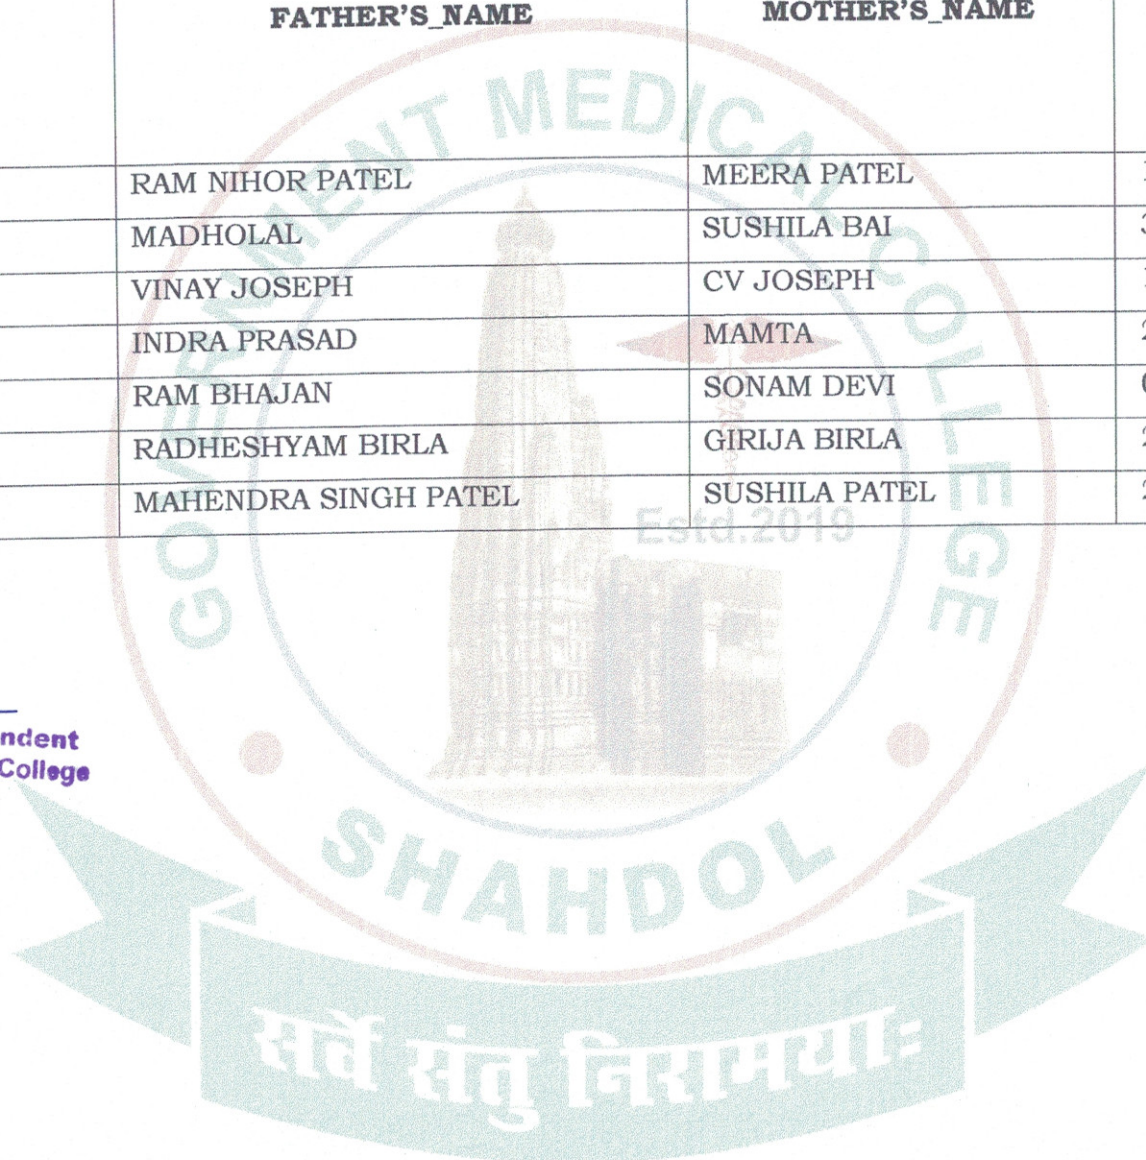 FATHER'S_NAME MOTHER'S_NAME
RAM NIHOR PATEL MEERA PATEL
MADHOLAL SUSHILA BAI
VINAY JOSEPH CV JOSEPH
INDRA PRASAD MAMTA
RAM BHAJAN SONAM DEVI
RADHESHYAM BIRLA GIRIJA BIRLA
MAHENDRA SINGH PATEL SUSHILA PATEL
GOVERNMENT MEDICAL COLLEGE
Estd.2019
ndent
College
SHAHDOL
सर्वे संतु निरामयाः